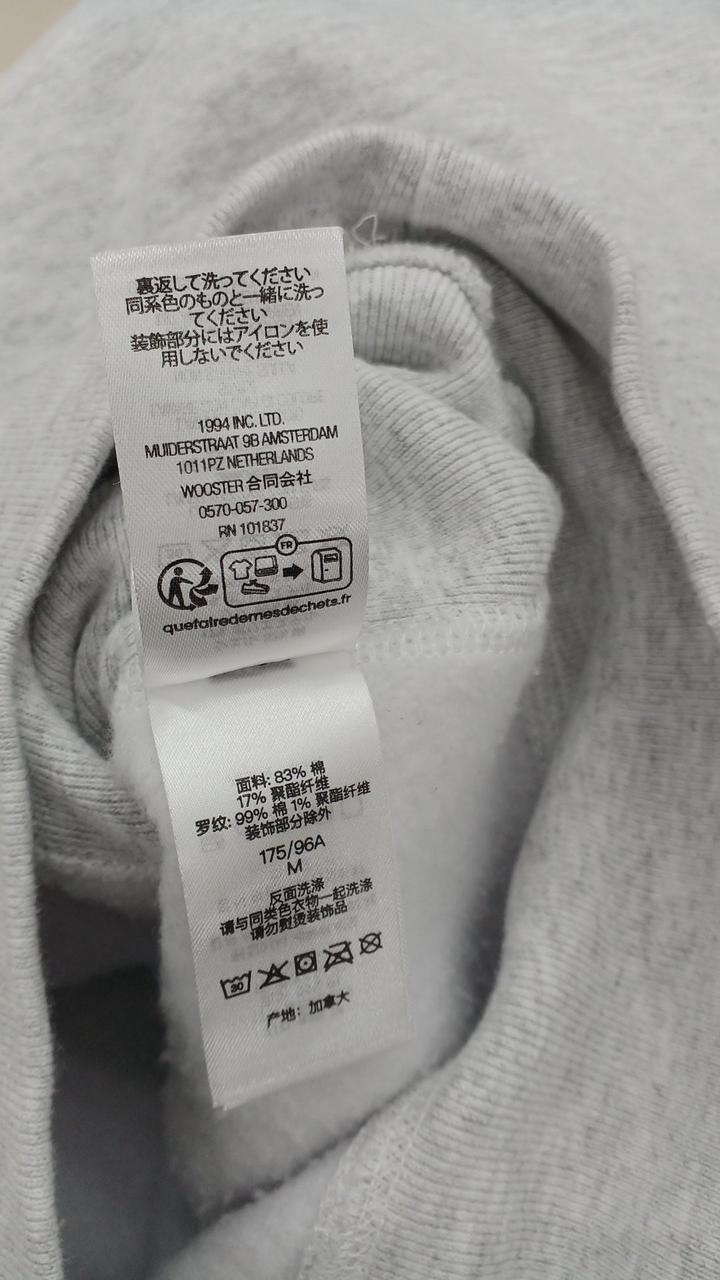 裏返して洗ってください
同系色のものと一緒に洗っ
てください
装飾部分にはアイロンを使
用しないでください
1994 INC. LTD.
MUIDERSTRAAT 9B AMSTERDAM
1011PZ NETHERLANDS
WOOSTER 合同会社
0570-057-300
RN 101837
FR
quefairedemesdechets.fr
面料: 83% 棉
17% 聚酯纤维
罗纹: 99% 棉 1% 聚酯纤维
装饰部分除外
175/96A
M
反面洗涤
请与同类色衣物一起洗涤
请勿熨烫装饰品
30
产地: 加拿大